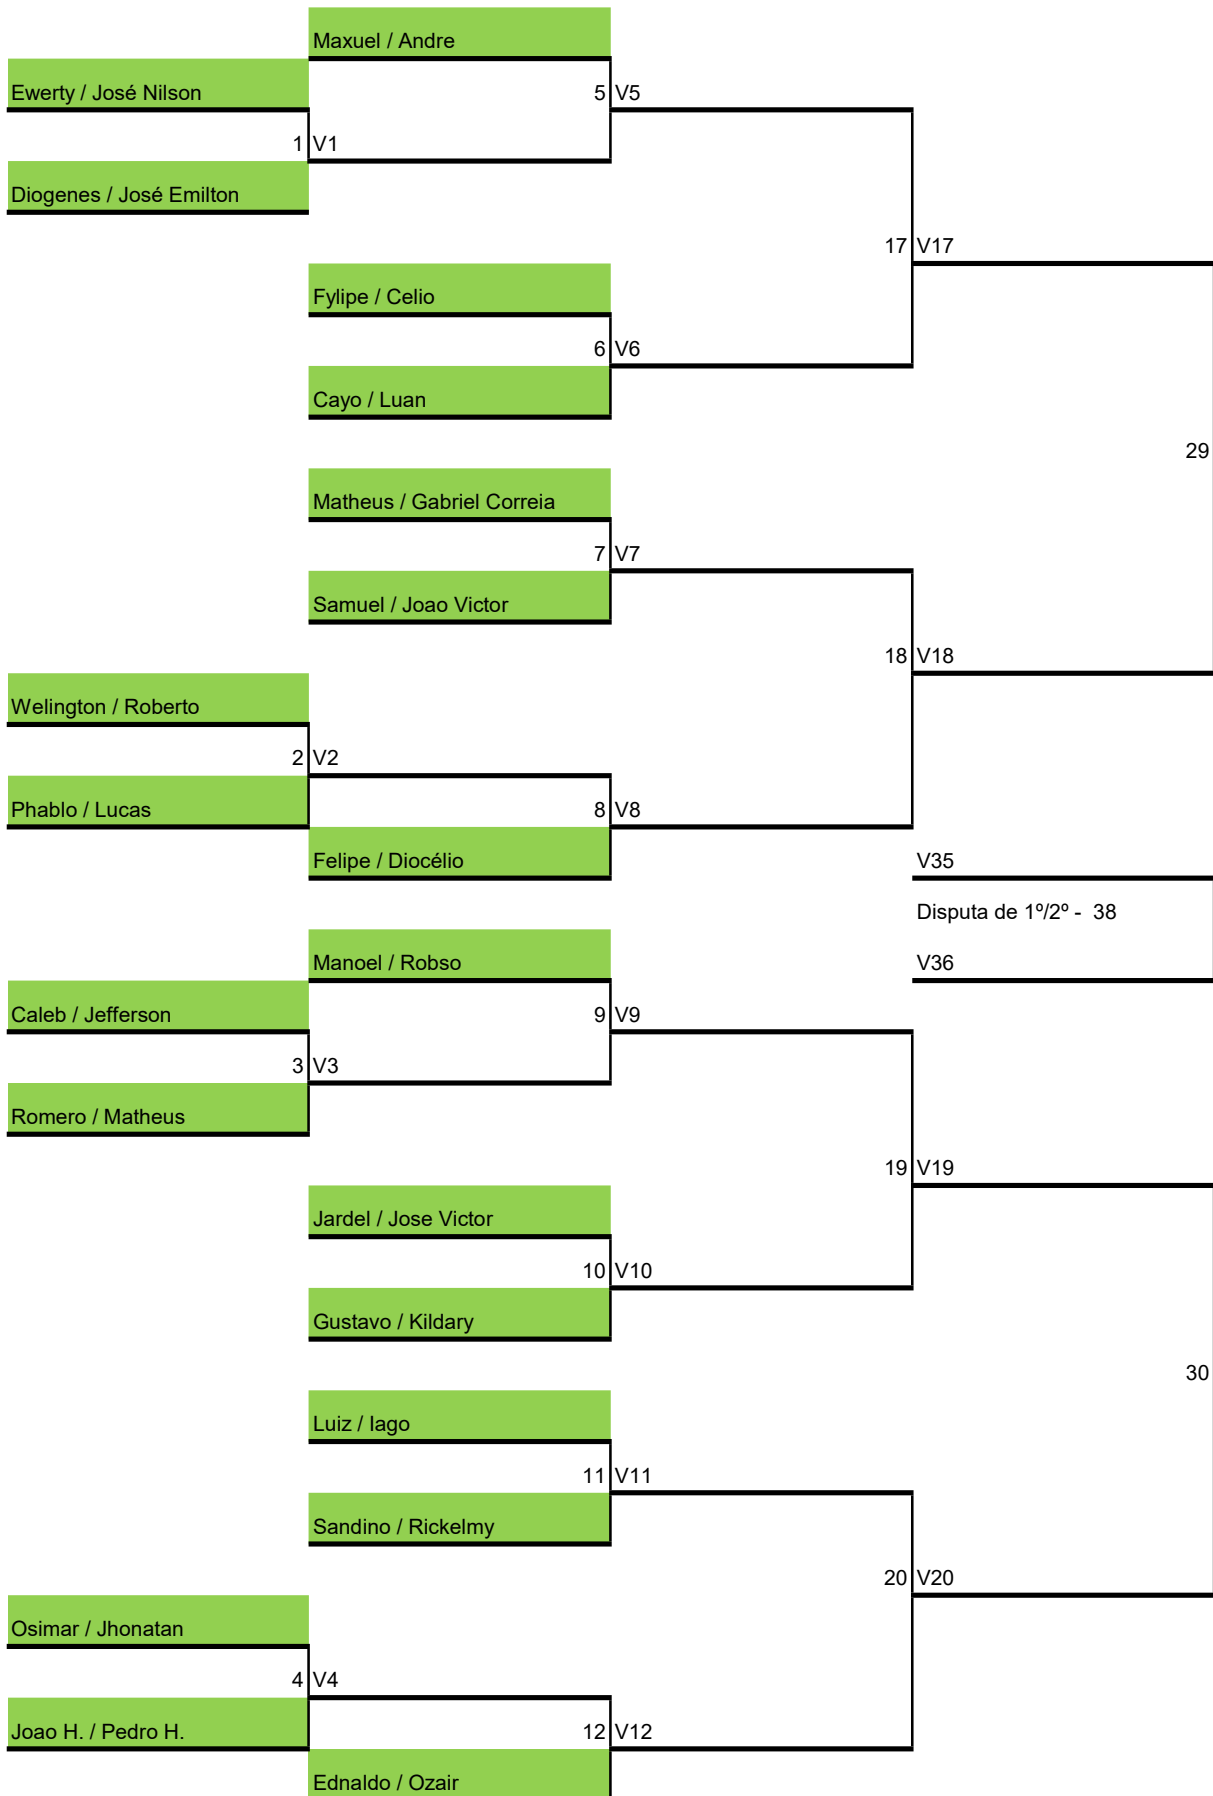 Maxuel / Andre
Ewerty / José Nilson
5 V5
1 V1
Diogenes / José Emilton
17 V17
Fylipe / Celio
6 V6
Cayo / Luan
29
Matheus / Gabriel Correia
7 V7
Samuel / Joao Victor
18 V18
Welington / Roberto
2 V2
Phablo / Lucas
8 V8
Felipe / Diocélio
V35
Disputa de 1º/2º - 38
Manoel / Robso
V36
Caleb / Jefferson
9 V9
3 V3
Romero / Matheus
19 V19
Jardel / Jose Victor
10 V10
Gustavo / Kildary
30
Luiz / Iago
11 V11
Sandino / Rickelmy
20 V20
Osimar / Jhonatan
4 V4
Joao H. / Pedro H.
12 V12
Ednaldo / Ozair